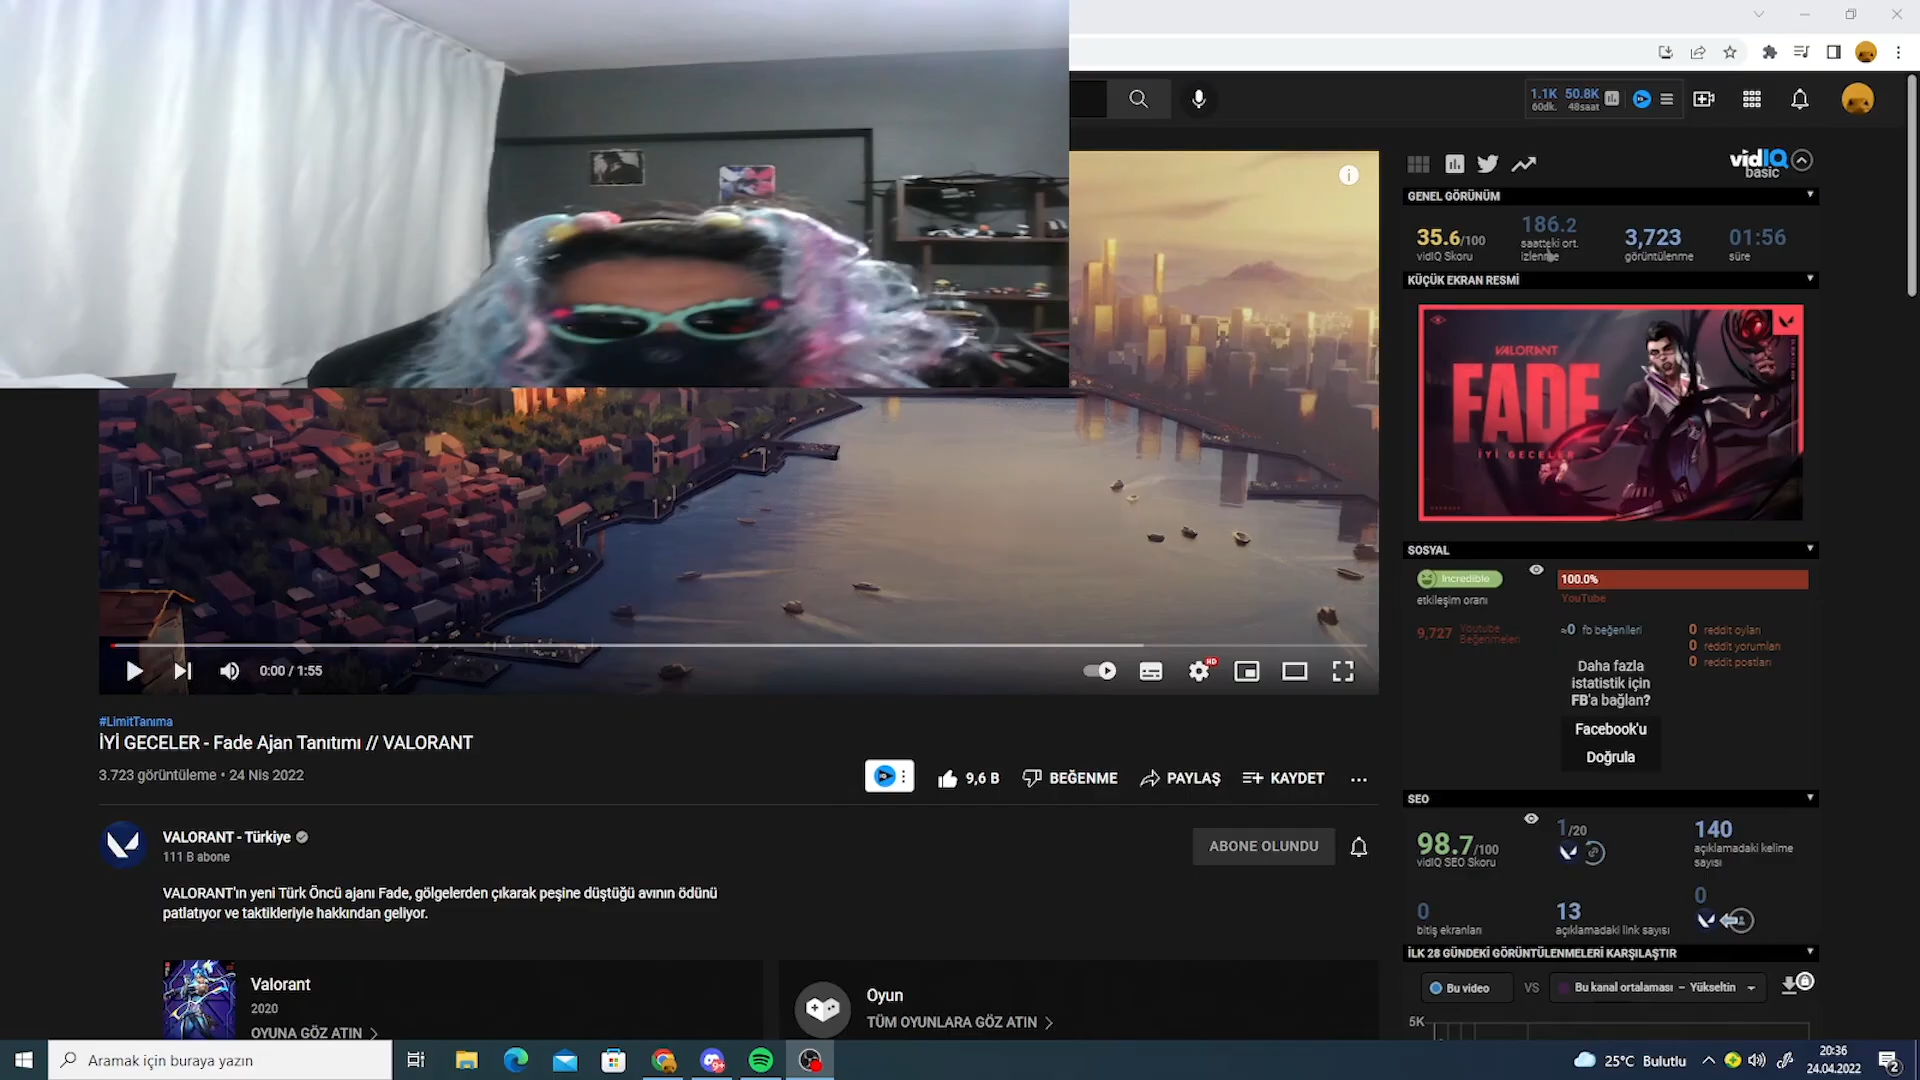 1.1K 50.8K
60dk. 48saat
vidIQ
basic
GENEL GÖRÜNÜM
35.6/100
vidIQ Skoru
186.2
saatteki ort.
izlenme
3,723
görüntülenme
01:56
süre
KÜÇÜK EKRAN RESMİ
VALORANT
FADE
İYİ GECELER
SOSYAL
Incredible
etkileşim oranı
100.0%
YouTube
9,727 Youtube
Beğenmeleri
≈0 fb beğenileri
0 reddit oyları
0 reddit yorumları
0 reddit postları
Daha fazla
istatistik için
FB'a bağlan?
Facebook'u
Doğrula
SEO
98.7/100
vidIQ SEO Skoru
1/20
140
açıklamadaki kelime
sayısı
0
bitiş ekranları
13
açıklamadaki link sayısı
0
İLK 28 GÜNDEKİ GÖRÜNTÜLENMELERİ KARŞILAŞTIR
Bu video VS Bu kanal ortalaması – Yükseltin
5K
0:00 / 1:55
HD
#LimitTanıma
İYİ GECELER - Fade Ajan Tanıtımı // VALORANT
3.723 görüntüleme • 24 Nis 2022
9,6 B BEĞENME PAYLAŞ KAYDET
VALORANT - Türkiye
111 B abone
ABONE OLUNDU
VALORANT'ın yeni Türk Öncü ajanı Fade, gölgelerden çıkarak peşine düştüğü avının ödünü
patlatıyor ve taktikleriyle hakkından geliyor.
Valorant
2020
OYUNA GÖZ ATIN
Oyun
TÜM OYUNLARA GÖZ ATIN
Aramak için buraya yazın
9+
25°C Bulutlu
20:36
24.04.2022
2